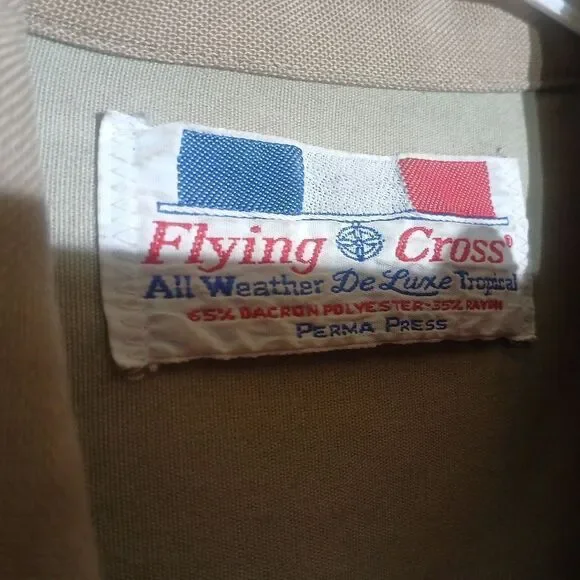 Flying Cross®
All Weather De Luxe Tropical
65% DACRON POLYESTER-35% RAYON
PERMA PRESS